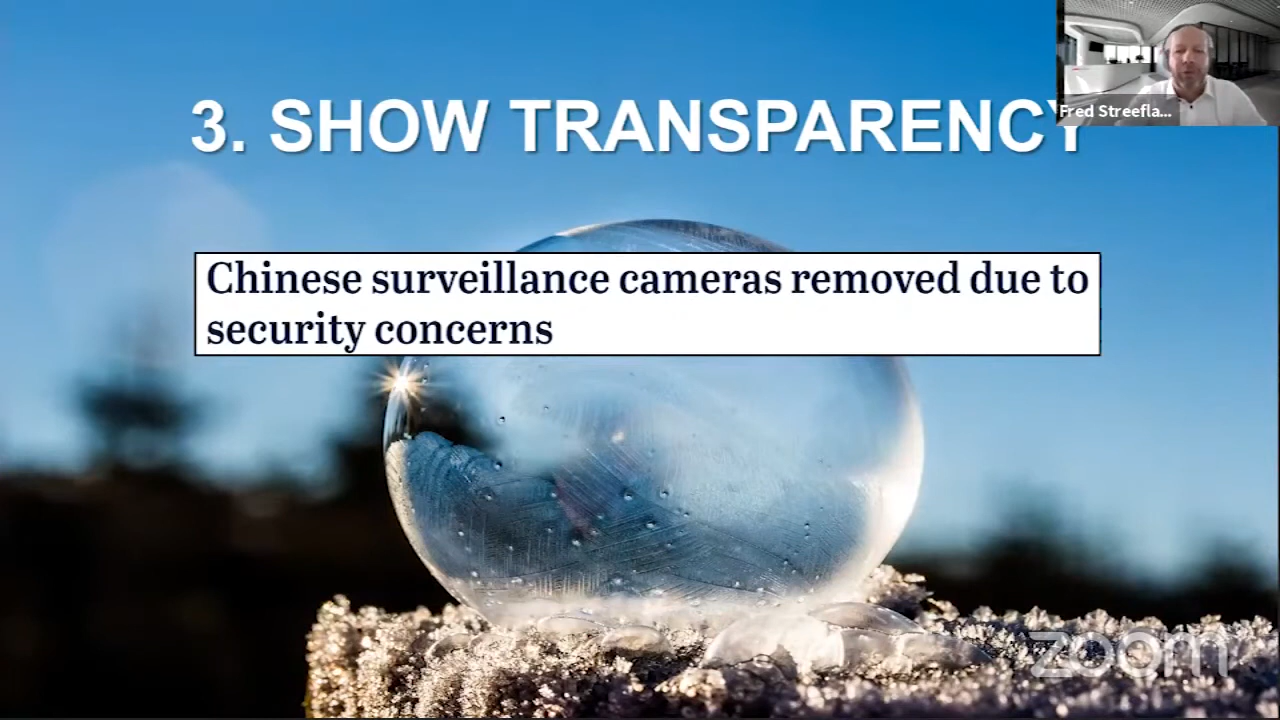 3. SHOW TRANSPARENCY
Fred Streefla...
Chinese surveillance cameras removed due to
security concerns
zoom